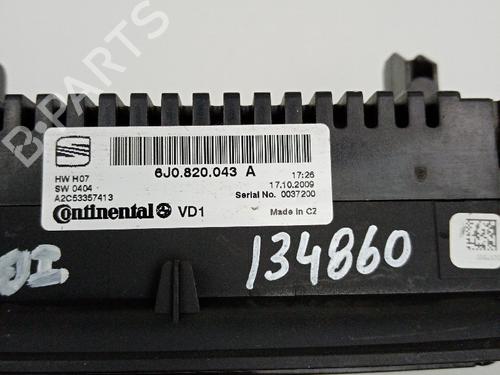 B-PARTS
6J0.820.043 A
HW H07
SW 0404
A2C53357413
17:26
17.10.2009
Serial No. 0037200
Continental VD1
Made in CZ
134860